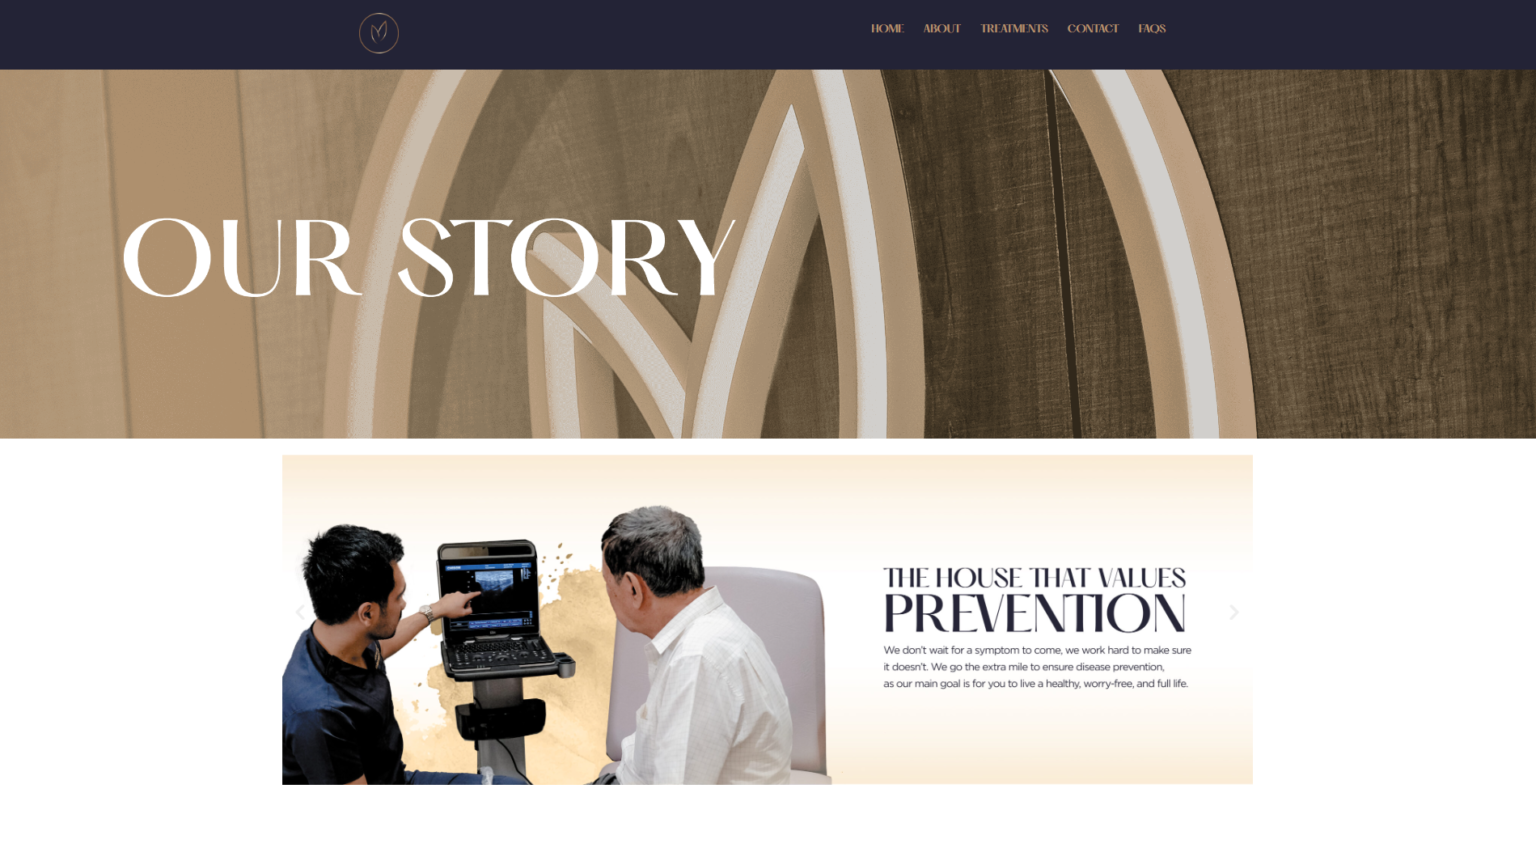 HOME ABOUT TREATMENTS CONTACT FAQS
OUR STORY
THE HOUSE THAT VALUES
PREVENTION
We don't wait for a symptom to come, we work hard to make sure
it doesn't. We go the extra mile to ensure disease prevention,
as our main goal is for you to live a healthy, worry-free, and full life.